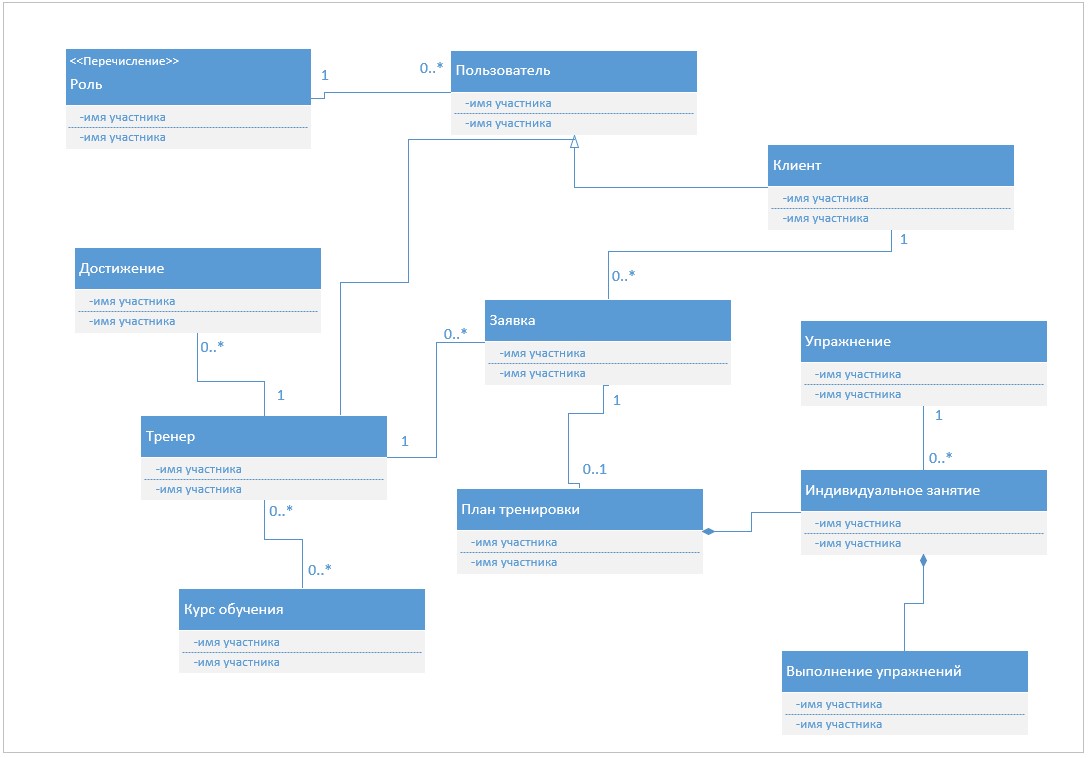 <<Перечисление>>
Роль
-имя участника
-имя участника
1
0..*
Пользователь
-имя участника
-имя участника
Клиент
-имя участника
-имя участника
1
0..*
Достижение
-имя участника
-имя участника
0..*
1
Заявка
-имя участника
-имя участника
0..*
1
1
0..1
Упражнение
-имя участника
-имя участника
1
0..*
Тренер
-имя участника
-имя участника
0..*
0..*
План тренировки
-имя участника
-имя участника
Индивидуальное занятие
-имя участника
-имя участника
Курс обучения
-имя участника
-имя участника
Выполнение упражнений
-имя участника
-имя участника